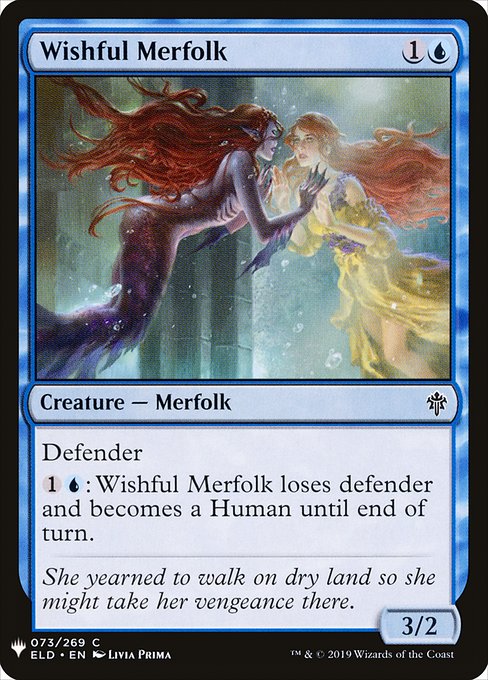 Wishful Merfolk 1
Creature — Merfolk
Defender
1 : Wishful Merfolk loses defender
and becomes a Human until end of
turn.
She yearned to walk on dry land so she
might take her vengeance there.
3/2
073/269 C
ELD • EN Livia Prima
™ & © 2019 Wizards of the Coast